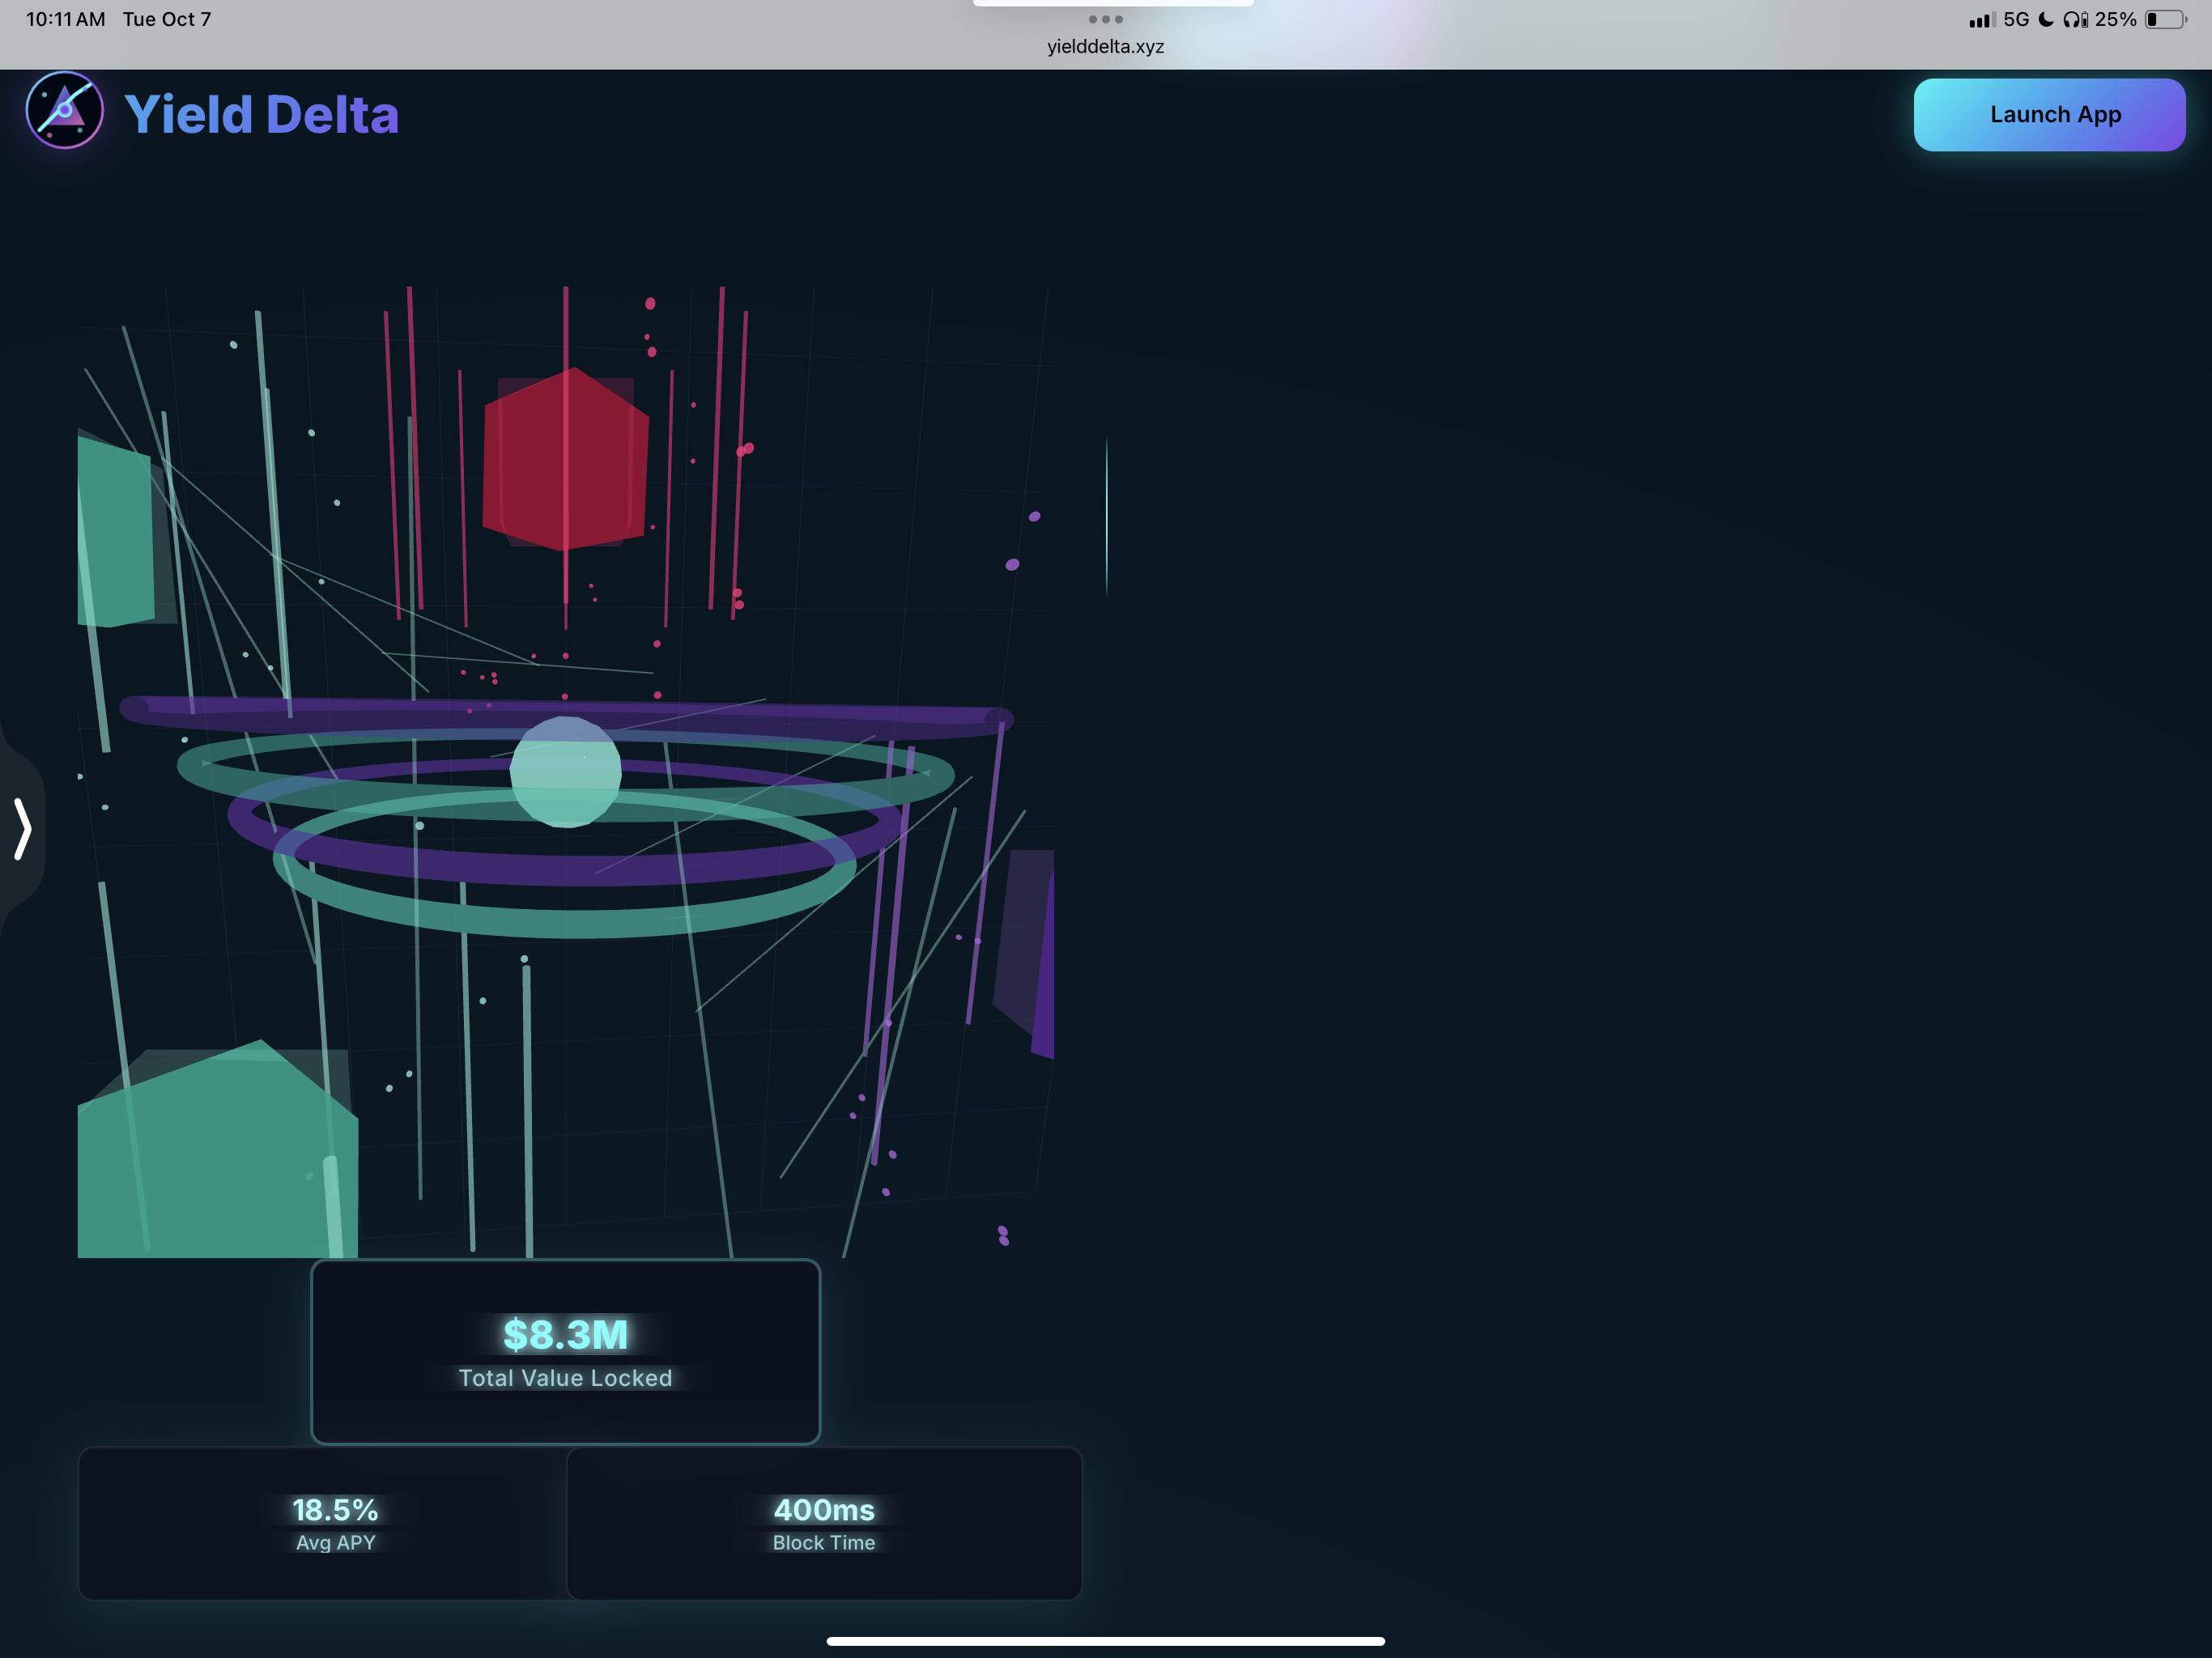 10:11 AM Tue Oct 7
5G 25%
yielddelta.xyz
Yield Delta
Launch App
$8.3M
Total Value Locked
18.5%
Avg APY
400ms
Block Time